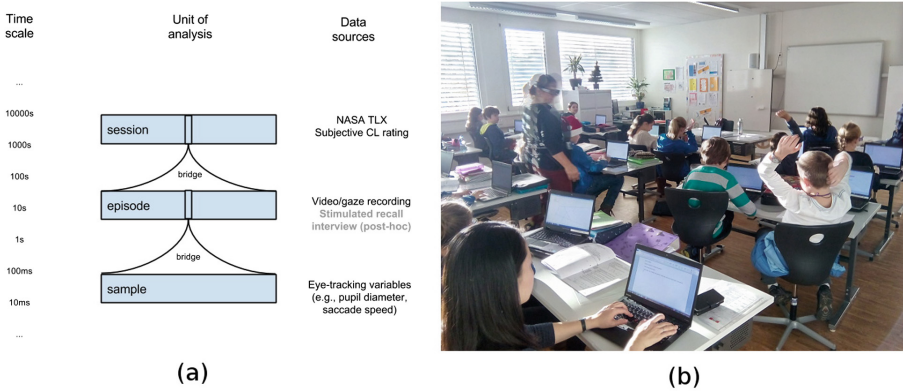 Time
scale
Unit of
analysis
Data
sources
...
10000s
session
NASA TLX
Subjective CL rating
1000s
100s
bridge
10s
episode
Video/gaze recording
Stimulated recall
interview (post-hoc)
1s
bridge
100ms
sample
Eye-tracking variables
(e.g., pupil diameter,
saccade speed)
10ms
...
(a)
(b)